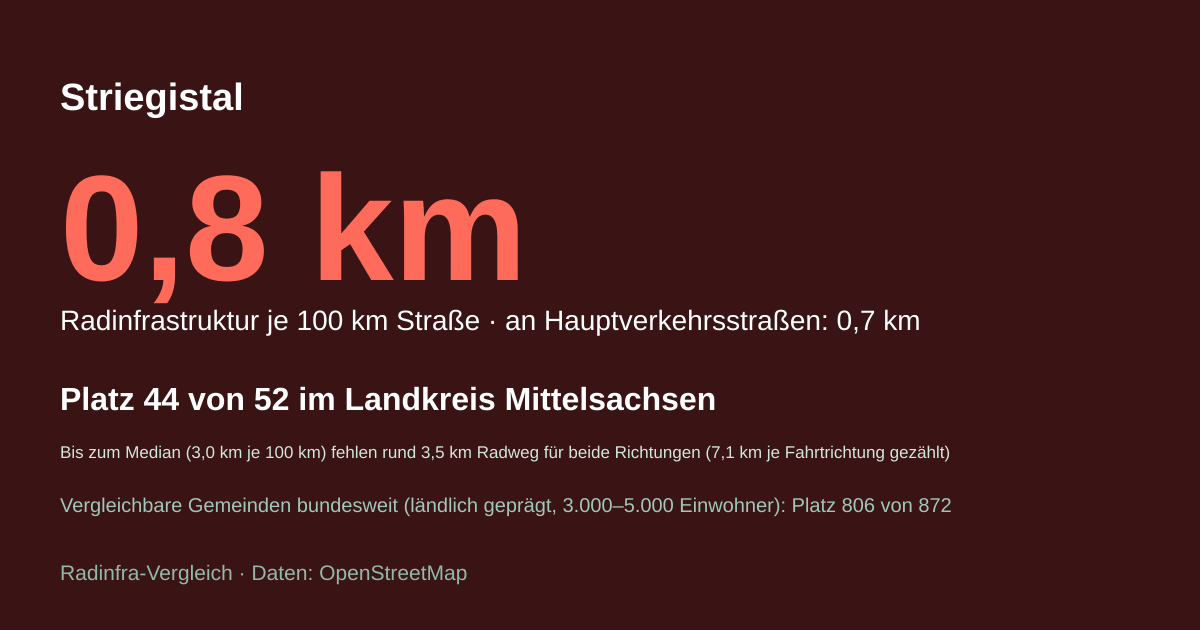 Striegistal
0,8 km
Radinfrastruktur je 100 km Straße · an Hauptverkehrsstraßen: 0,7 km
Platz 44 von 52 im Landkreis Mittelsachsen
Bis zum Median (3,0 km je 100 km) fehlen rund 3,5 km Radweg für beide Richtungen (7,1 km je Fahrtrichtung gezählt)
Vergleichbare Gemeinden bundesweit (ländlich geprägt, 3.000–5.000 Einwohner): Platz 806 von 872
Radinfra-Vergleich · Daten: OpenStreetMap